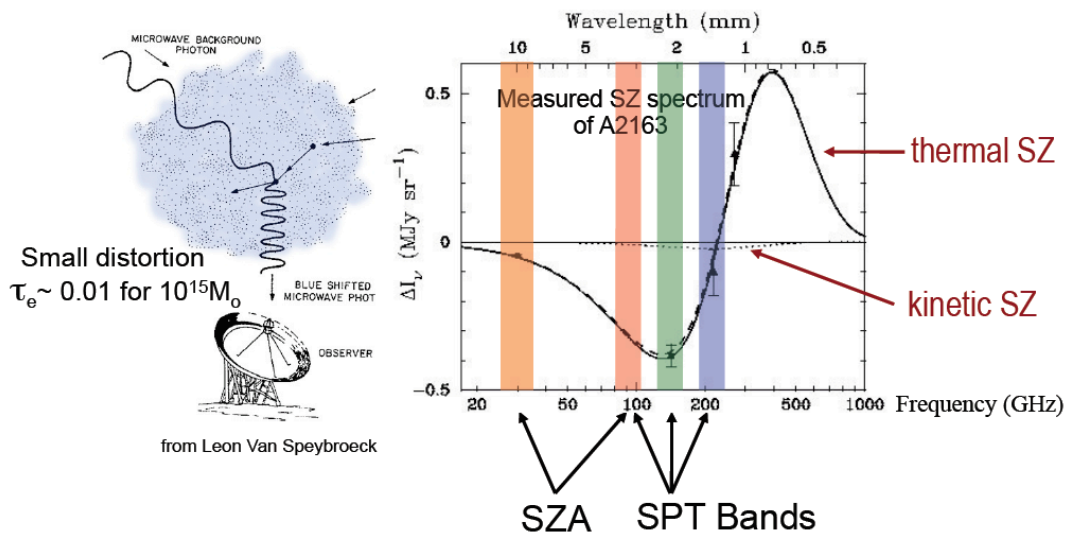 MICROWAVE BACKGROUND
PHOTON
Small distortion
τe~ 0.01 for 10¹⁵Mo
BLUE SHIFTED
MICROWAVE PHOT
OBSERVER
from Leon Van Speybroeck
Wavelength (mm)
10 5 2 1 0.5
Measured SZ spectrum
of A2163
ΔIν (MJy sr⁻¹)
0.5
0
−0.5
20 50 100 200 500 1000
Frequency (GHz)
thermal SZ
kinetic SZ
SZA
SPT Bands